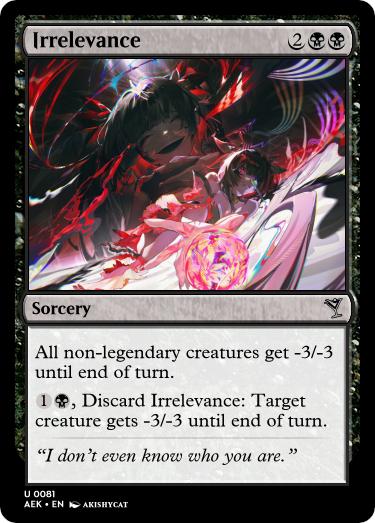 Irrelevance 2
Sorcery
All non-legendary creatures get -3/-3
until end of turn.
1, Discard Irrelevance: Target
creature gets -3/-3 until end of turn.
“I don’t even know who you are.”
U 0081
AEK • EN AKISHYCAT